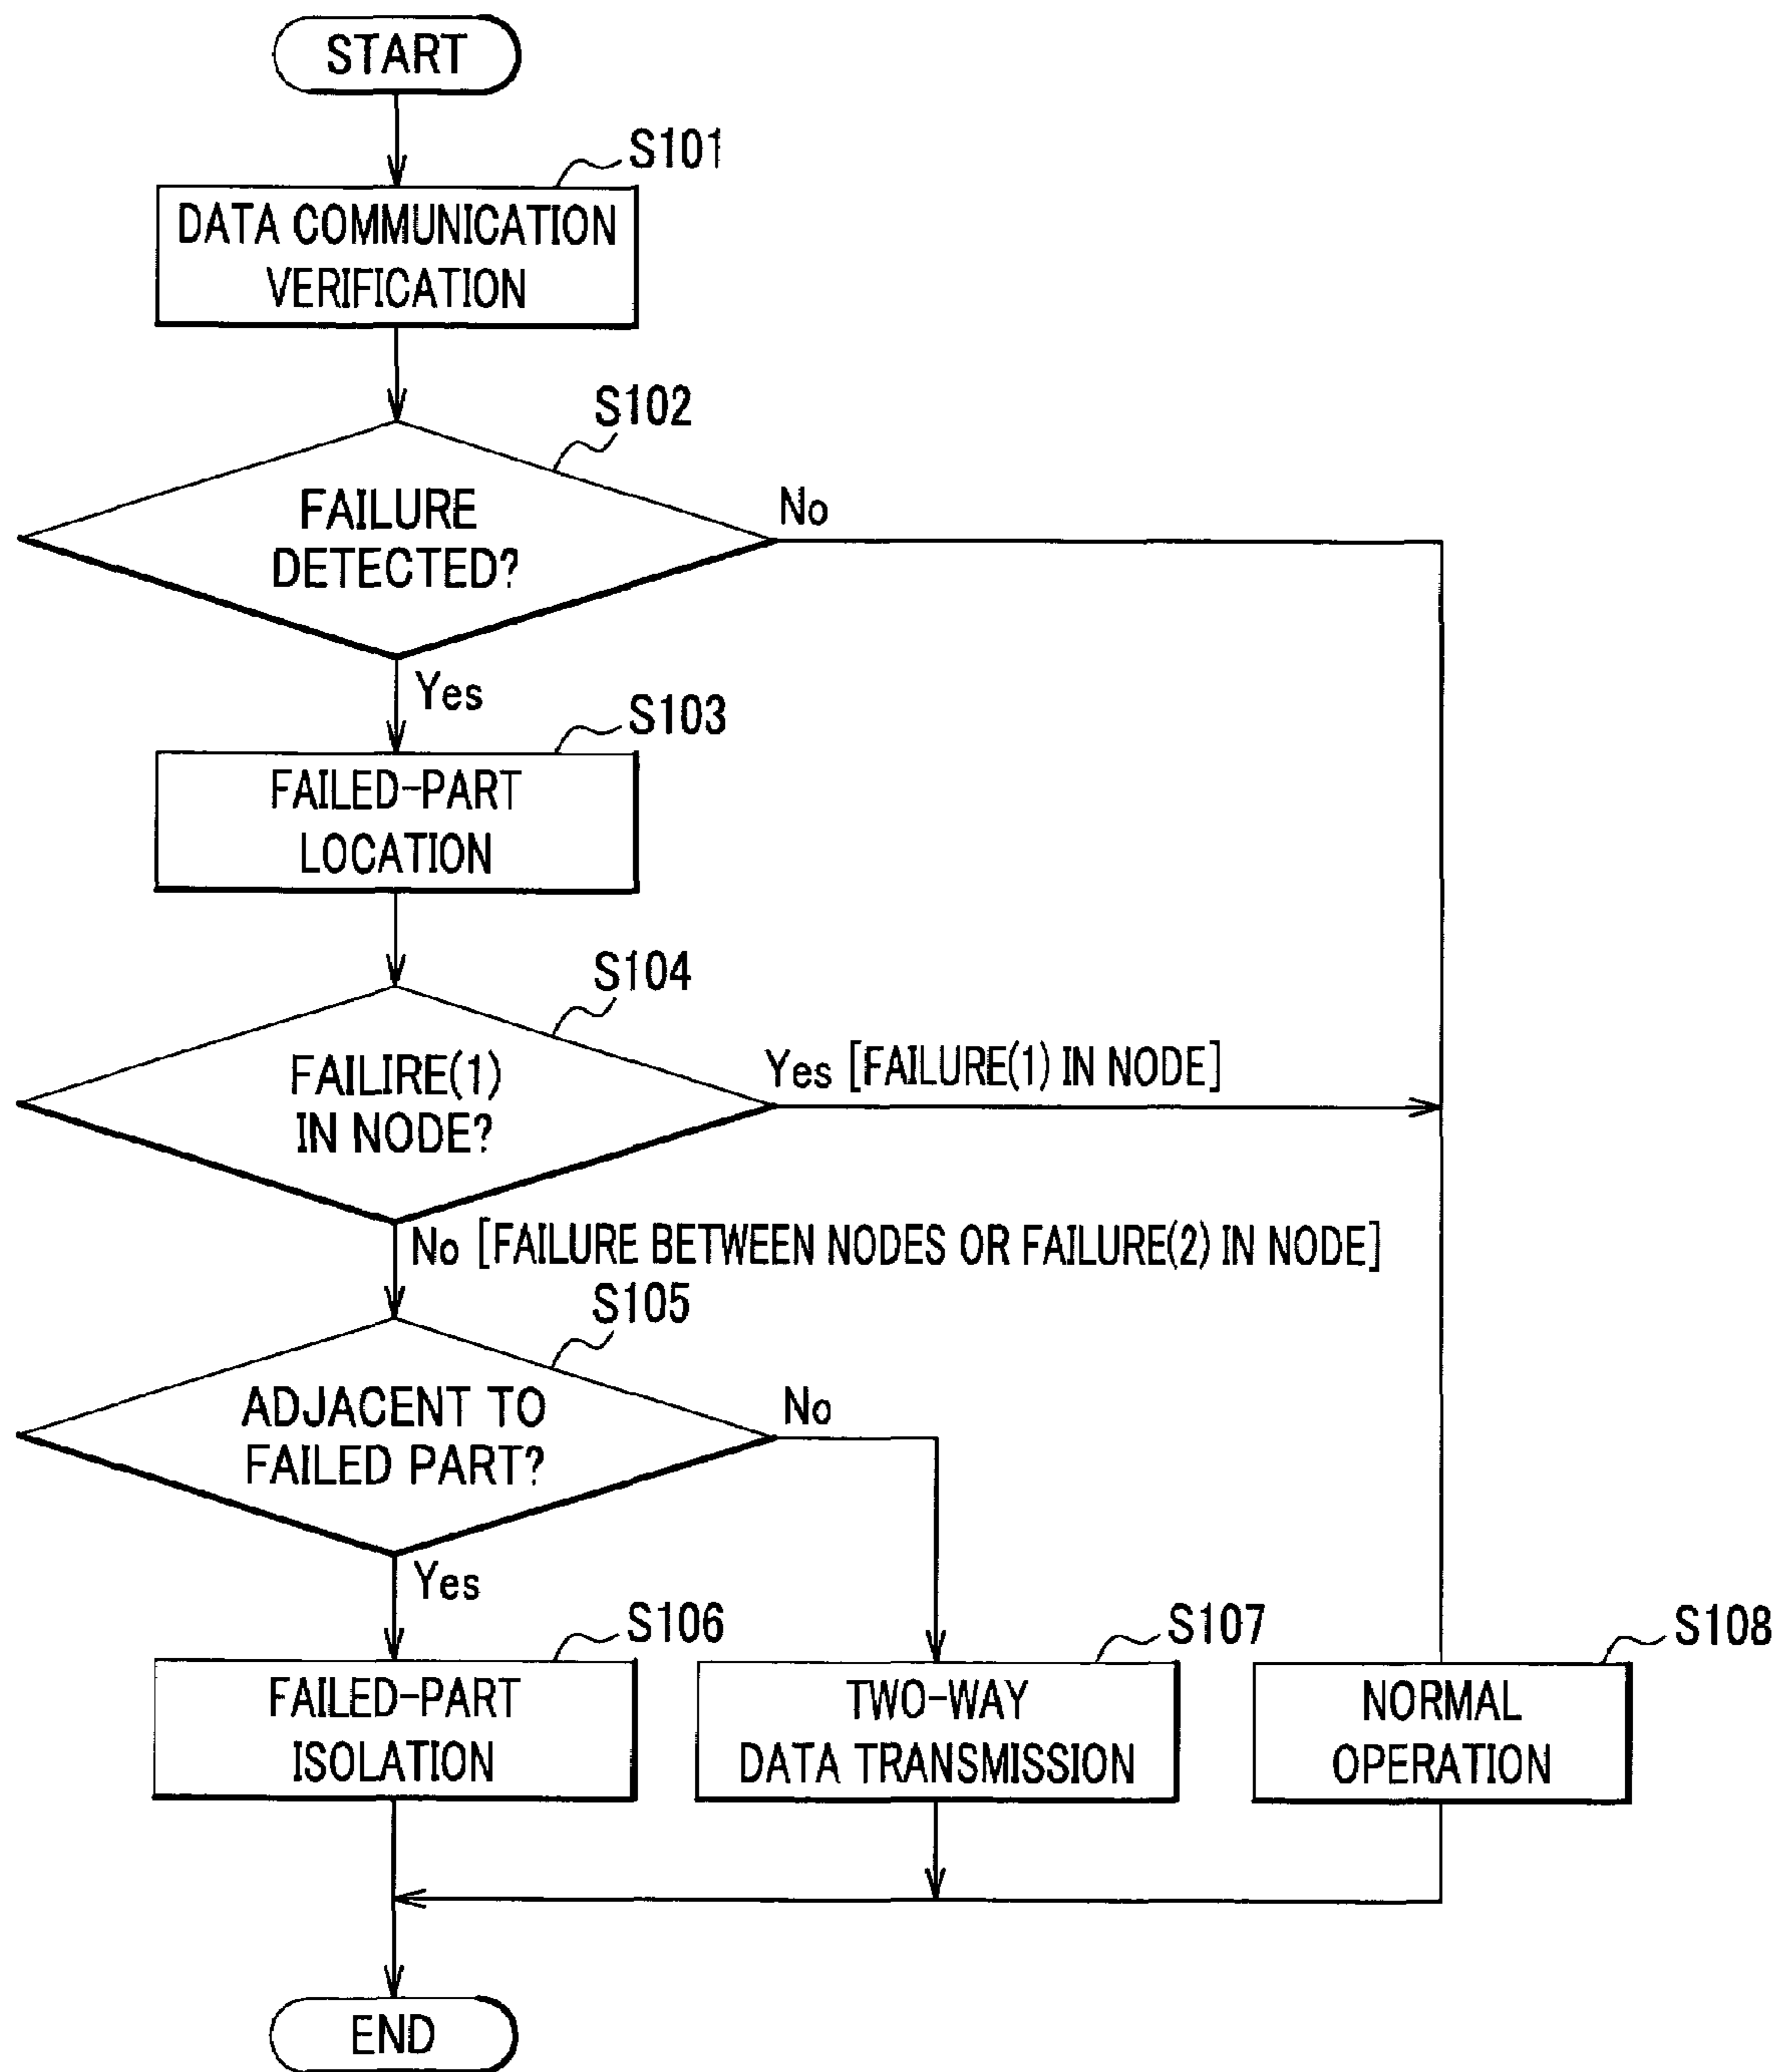 START
S101
DATA COMMUNICATION
VERIFICATION
S102
FAILURE
DETECTED?
No
Yes
S103
FAILED-PART
LOCATION
S104
FAILIRE(1)
IN NODE?
Yes [FAILURE(1) IN NODE]
No [FAILURE BETWEEN NODES OR FAILURE(2) IN NODE]
S105
ADJACENT TO
FAILED PART?
No
Yes
S106
FAILED-PART
ISOLATION
S107
TWO-WAY
DATA TRANSMISSION
S108
NORMAL
OPERATION
END